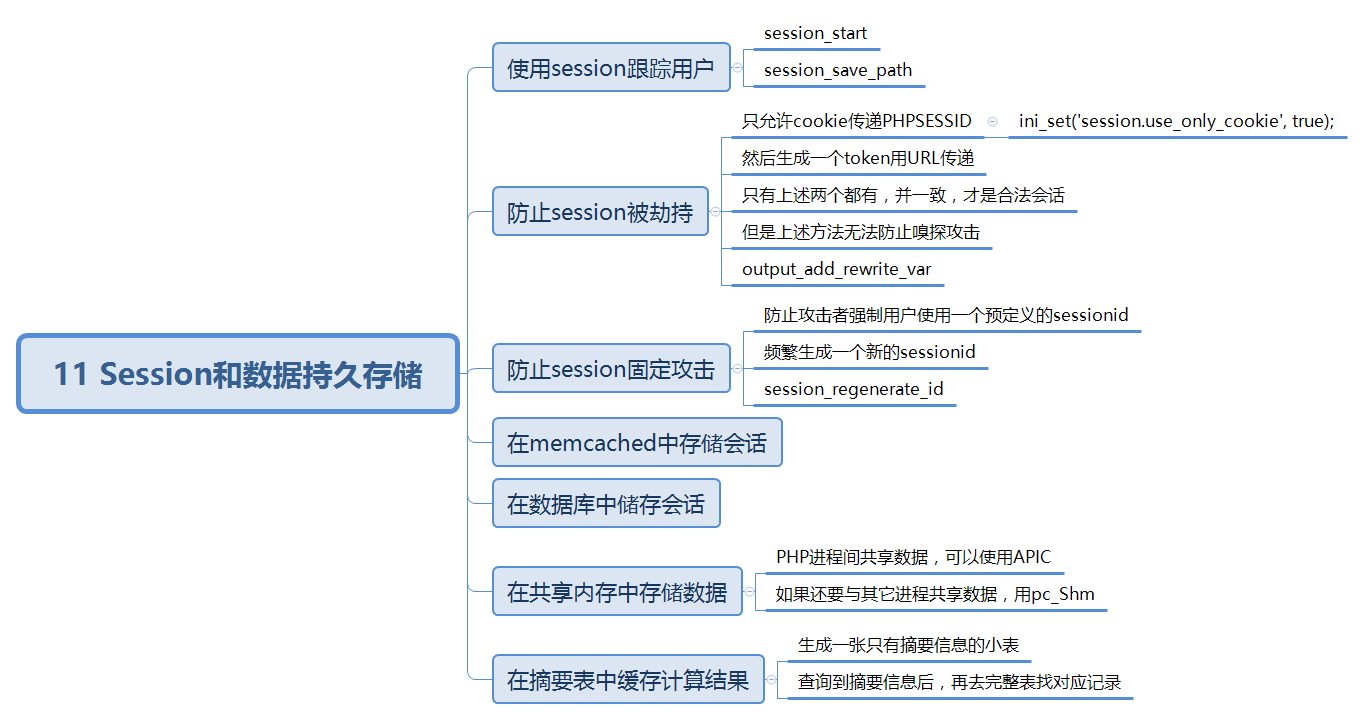 11 Session和数据持久存储
使用session跟踪用户
session_start
session_save_path
防止session被劫持
只允许cookie传递PHPSESSID
ini_set('session.use_only_cookie', true);
然后生成一个token用URL传递
只有上述两个都有，并一致，才是合法会话
但是上述方法无法防止嗅探攻击
output_add_rewrite_var
防止session固定攻击
防止攻击者强制用户使用一个预定义的sessionid
频繁生成一个新的sessionid
session_regenerate_id
在memcached中存储会话
在数据库中储存会话
在共享内存中存储数据
PHP进程间共享数据，可以使用APIC
如果还要与其它进程共享数据，用pc_Shm
在摘要表中缓存计算结果
生成一张只有摘要信息的小表
查询到摘要信息后，再去完整表找对应记录